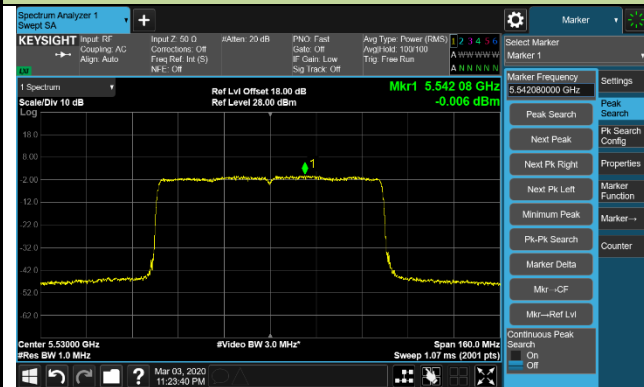 Spectrum Analyzer 1
Swept SA
+
Marker
KEYSIGHT
Input: RF
Coupling: AC
Align: Auto
Input Z: 50 Ω
Corrections: Off
Freq Ref: Int (S)
NFE: Off
#Atten: 20 dB
PNO: Fast
Gate: Off
IF Gain: Low
Sig Track: Off
Avg Type: Power (RMS)
Avg|Hold: 100/100
Trig: Free Run
1 2 3 4 5 6
A W W W W W
A N N N N N
LXI
Select Marker
Marker 1
1 Spectrum
Scale/Div 10 dB
Log
Ref Lvl Offset 18.00 dB
Ref Level 28.00 dBm
Mkr1 5.542 08 GHz
-0.006 dBm
18.0
8.00
-2.00
-12.0
-22.0
-32.0
-42.0
-52.0
-62.0
1
Center 5.53000 GHz
#Res BW 1.0 MHz
#Video BW 3.0 MHz*
Span 160.0 MHz
Sweep 1.07 ms (2001 pts)
Marker Frequency
5.542080000 GHz
Peak Search
Next Peak
Next Pk Right
Next Pk Left
Minimum Peak
Pk-Pk Search
Marker Delta
Mkr→CF
Mkr→Ref Lvl
Continuous Peak
Search
On
Off
Settings
Peak
Search
Pk Search
Config
Properties
Marker
Function
Marker→
Counter
?
Mar 03, 2020
11:23:40 PM